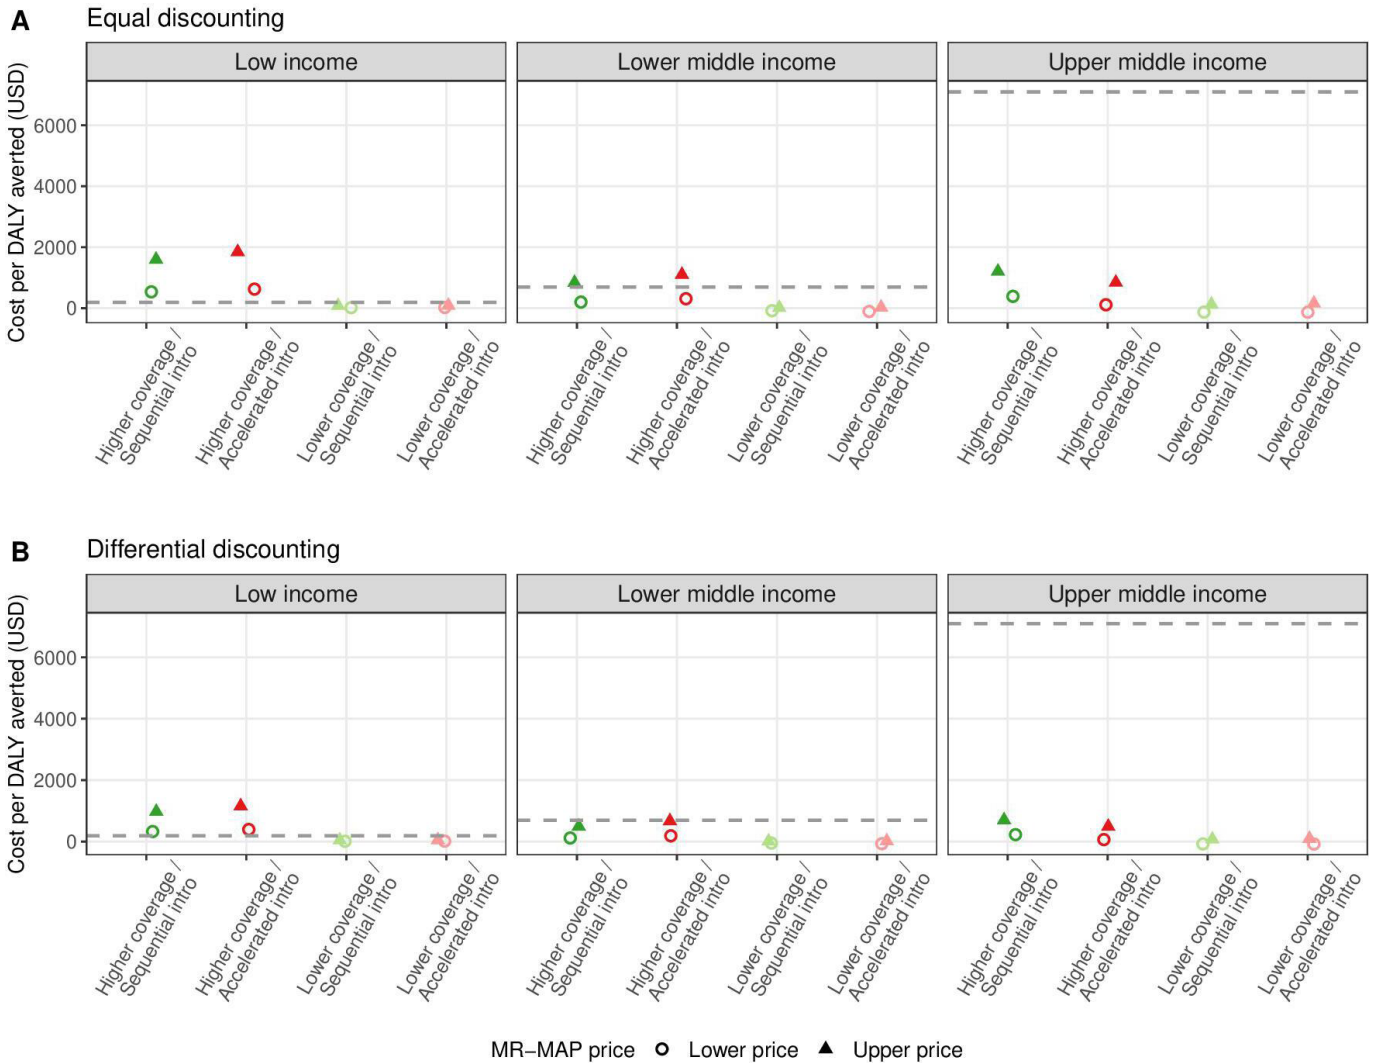 A Equal discounting
Low income Lower middle income Upper middle income
Cost per DALY averted (USD)
6000
4000
2000
0
Higher coverage /
Sequential intro
Higher coverage /
Accelerated intro
Lower coverage /
Sequential intro
Lower coverage /
Accelerated intro
Higher coverage /
Sequential intro
Higher coverage /
Accelerated intro
Lower coverage /
Sequential intro
Lower coverage /
Accelerated intro
Higher coverage /
Sequential intro
Higher coverage /
Accelerated intro
Lower coverage /
Sequential intro
Lower coverage /
Accelerated intro
B Differential discounting
Low income Lower middle income Upper middle income
Cost per DALY averted (USD)
6000
4000
2000
0
Higher coverage /
Sequential intro
Higher coverage /
Accelerated intro
Lower coverage /
Sequential intro
Lower coverage /
Accelerated intro
Higher coverage /
Sequential intro
Higher coverage /
Accelerated intro
Lower coverage /
Sequential intro
Lower coverage /
Accelerated intro
Higher coverage /
Sequential intro
Higher coverage /
Accelerated intro
Lower coverage /
Sequential intro
Lower coverage /
Accelerated intro
MR−MAP price Lower price Upper price